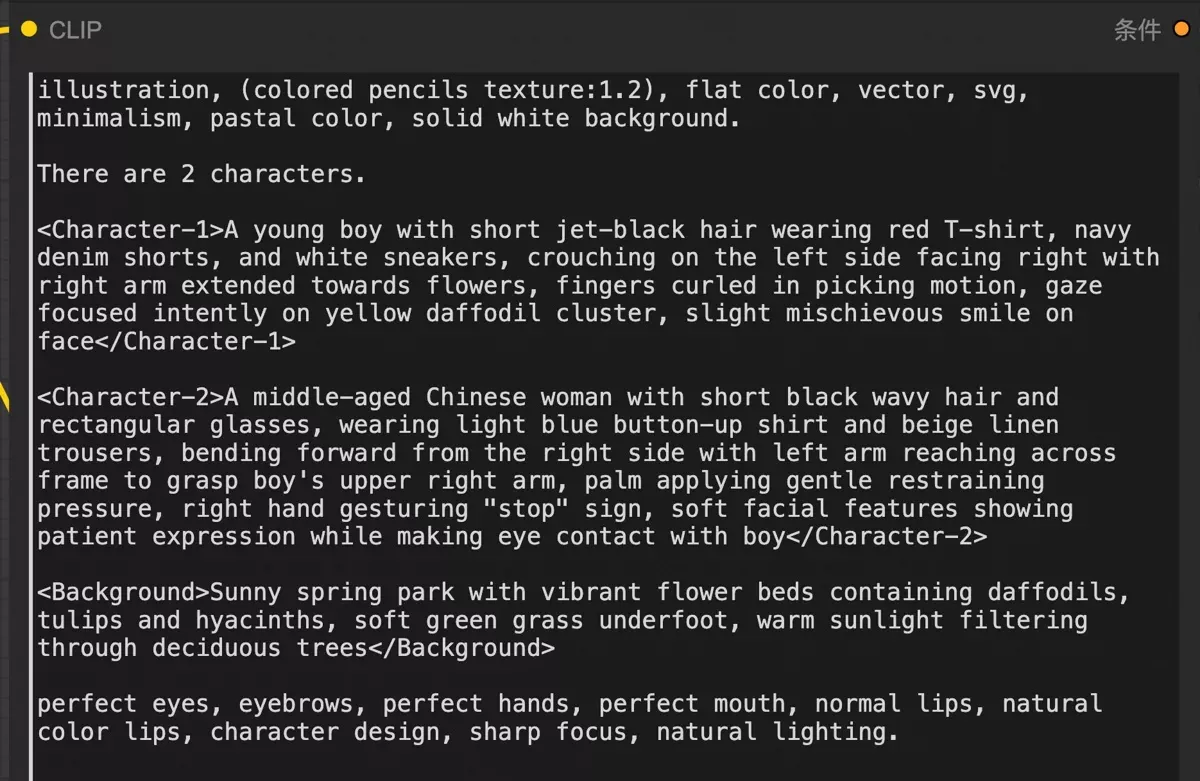 CLIP
条件
illustration, (colored pencils texture:1.2), flat color, vector, svg,
minimalism, pastal color, solid white background.
There are 2 characters.
<Character-1>A young boy with short jet-black hair wearing red T-shirt, navy
denim shorts, and white sneakers, crouching on the left side facing right with
right arm extended towards flowers, fingers curled in picking motion, gaze
focused intently on yellow daffodil cluster, slight mischievous smile on
face</Character-1>
<Character-2>A middle-aged Chinese woman with short black wavy hair and
rectangular glasses, wearing light blue button-up shirt and beige linen
trousers, bending forward from the right side with left arm reaching across
frame to grasp boy's upper right arm, palm applying gentle restraining
pressure, right hand gesturing "stop" sign, soft facial features showing
patient expression while making eye contact with boy</Character-2>
<Background>Sunny spring park with vibrant flower beds containing daffodils,
tulips and hyacinths, soft green grass underfoot, warm sunlight filtering
through deciduous trees</Background>
perfect eyes, eyebrows, perfect hands, perfect mouth, normal lips, natural
color lips, character design, sharp focus, natural lighting.